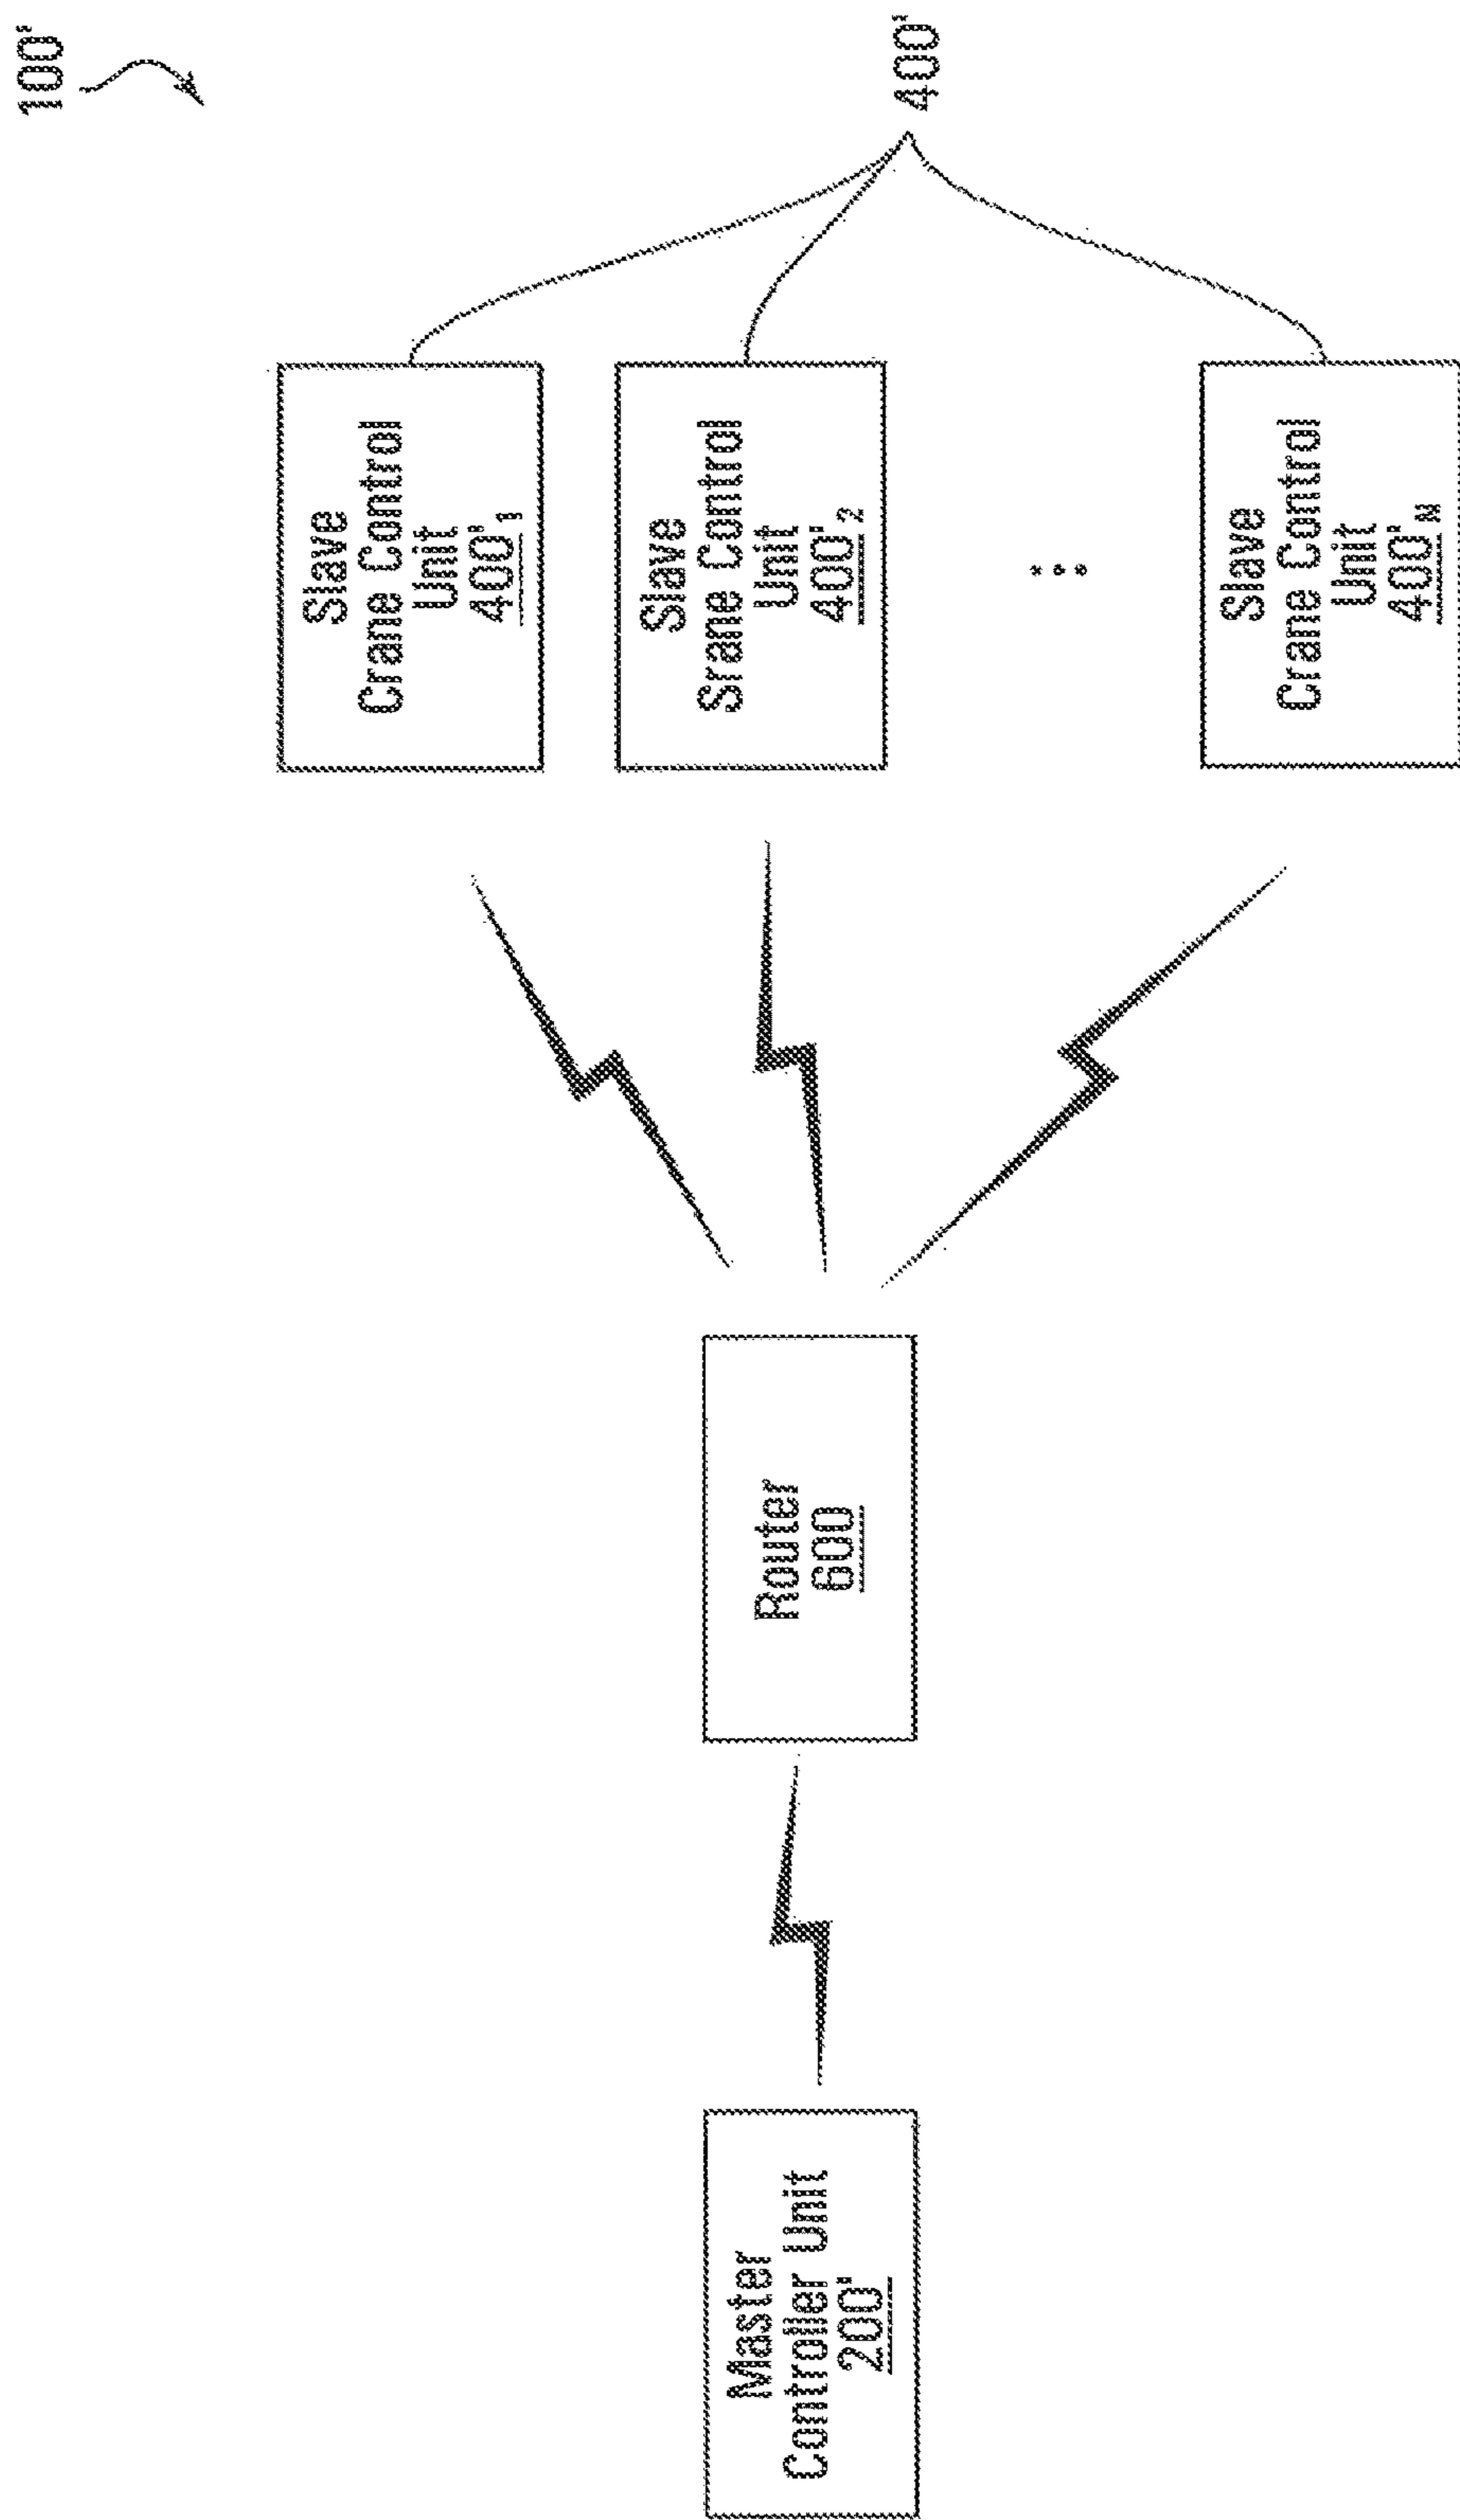 100'
Slave
Crane Control
Unit
400'₁
Slave
Srane Control
Unit
400'₂
Slave
Crane Control
Unit
400'ₙ
400'
Router
600
Master
Controller Unit
200'